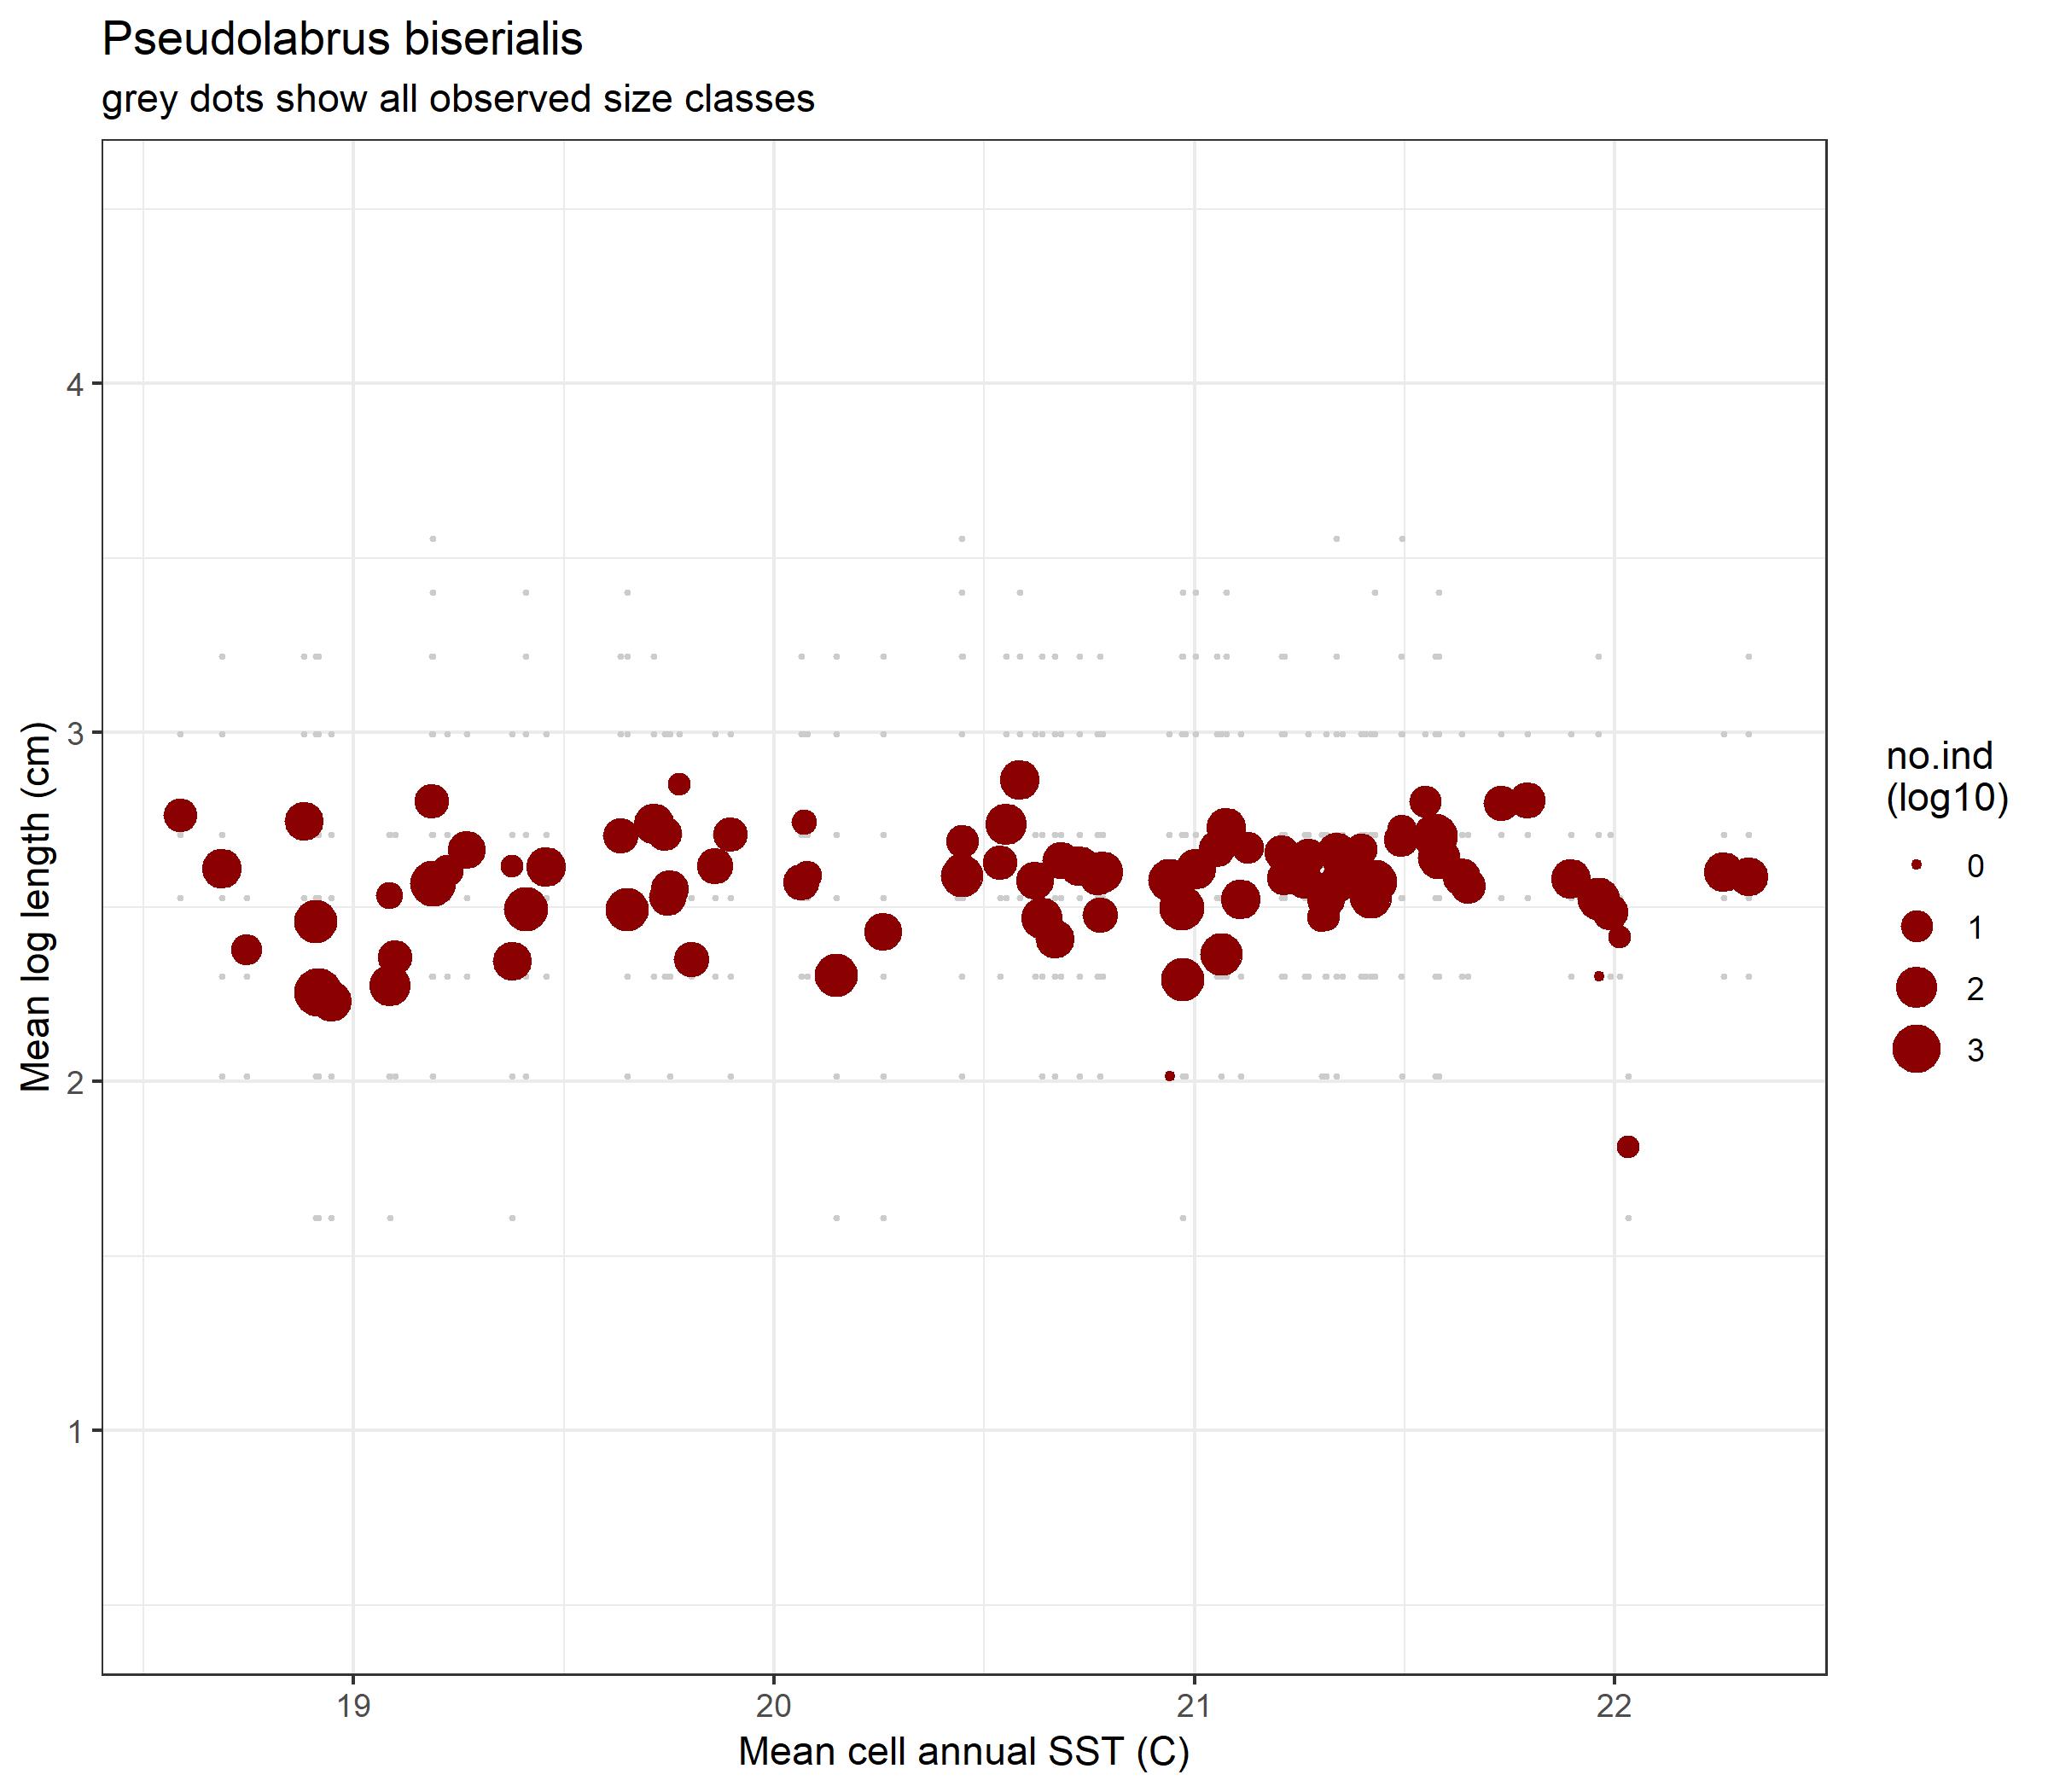 Pseudolabrus biserialis
grey dots show all observed size classes
Mean log length (cm)
4
3
2
1
19
20
21
22
Mean cell annual SST (C)
no.ind
(log10)
0
1
2
3